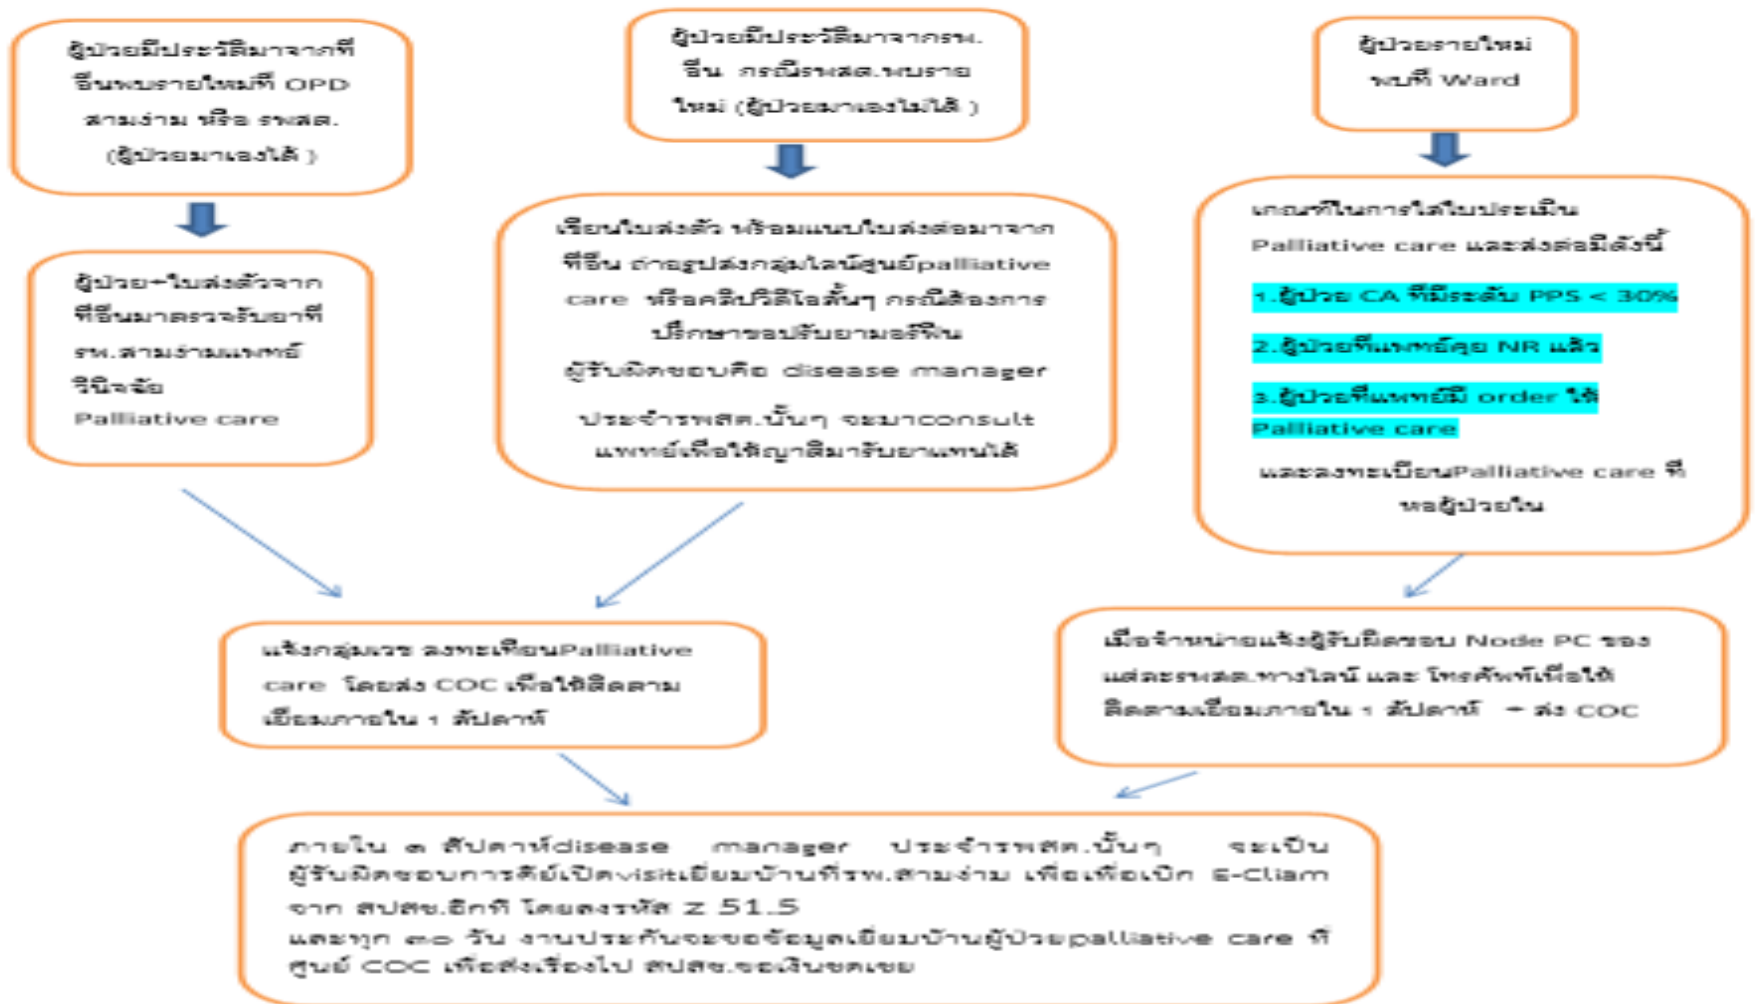 ผู้ป่วยมีประวัติมาจากที่
อื่นพบรายใหม่ที่ OPD
สามง่าม หรือ รพสต.
(ผู้ป่วยมาเองได้ )
ผู้ป่วยมีประวัติมาจากรพ.
อื่น กรณีรพสต.พบราย
ใหม่ (ผู้ป่วยมาเองไม่ได้ )
ผู้ป่วยรายใหม่
พบที่ Ward
ผู้ป่วย+ใบส่งตัวจาก
ที่อื่นมาตรวจรับยาที่
รพ.สามง่ามแพทย์
วินิจฉัย
Palliative care
เขียนใบส่งตัว พร้อมแนบใบส่งต่อมาจาก
ที่อื่น ถ่ายรูปส่งกลุ่มไลน์ศูนย์palliative
care หรือคลิปวิดีโอสั้นๆ กรณีต้องการ
ปรึกษาขอปรับยามอร์ฟีน
ผู้รับผิดชอบคือ disease manager
ประจำรพสต.นั้นๆ จะมาconsult
แพทย์เพื่อให้ญาติมารับยาแทนได้
เกณฑ์ในการใส่ใบประเมิน
Palliative care และส่งต่อมีดังนี้
1.ผู้ป่วย CA ที่มีระดับ PPS < 30%
2.ผู้ป่วยที่แพทย์คุย NR แล้ว
3.ผู้ป่วยที่แพทย์มี order ให้
Palliative care
และลงทะเบียนPalliative care ที่
หอผู้ป่วยใน
แจ้งกลุ่มเวช ลงทะเทียนPalliative
care โดยส่ง COC เพื่อให้ติดตาม
เยี่ยมภายใน 1 สัปดาห์
เมื่อจำหน่ายแจ้งผู้รับผิดชอบ Node PC ของ
แต่ละรพสต.ทางไลน์ และ โทรศัพท์เพื่อให้
ติดตามเยี่ยมภายใน 1 สัปดาห์ + ส่ง COC
ภายใน ๑ สัปดาห์disease manager ประจำรพสต.นั้นๆ จะเป็น
ผู้รับผิดชอบการคีย์เปิดvisitเยี่ยมบ้านที่รพ.สามง่าม เพื่อเพื่อเบิก E-Cliam
จาก สปสช.อีกที โดยลงรหัส Z 51.5
และทุก ๓๐ วัน งานประกันจะขอข้อมูลเยี่ยมบ้านผู้ป่วยpalliative care ที่
ศูนย์ COC เพื่อส่งเรื่องไป สปสช.ขอเงินชดเชย